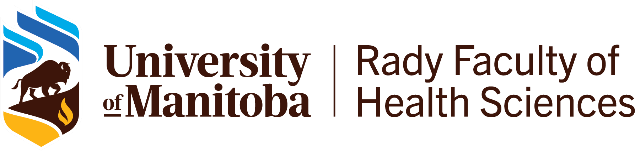 University
of Manitoba
Rady Faculty of
Health Sciences